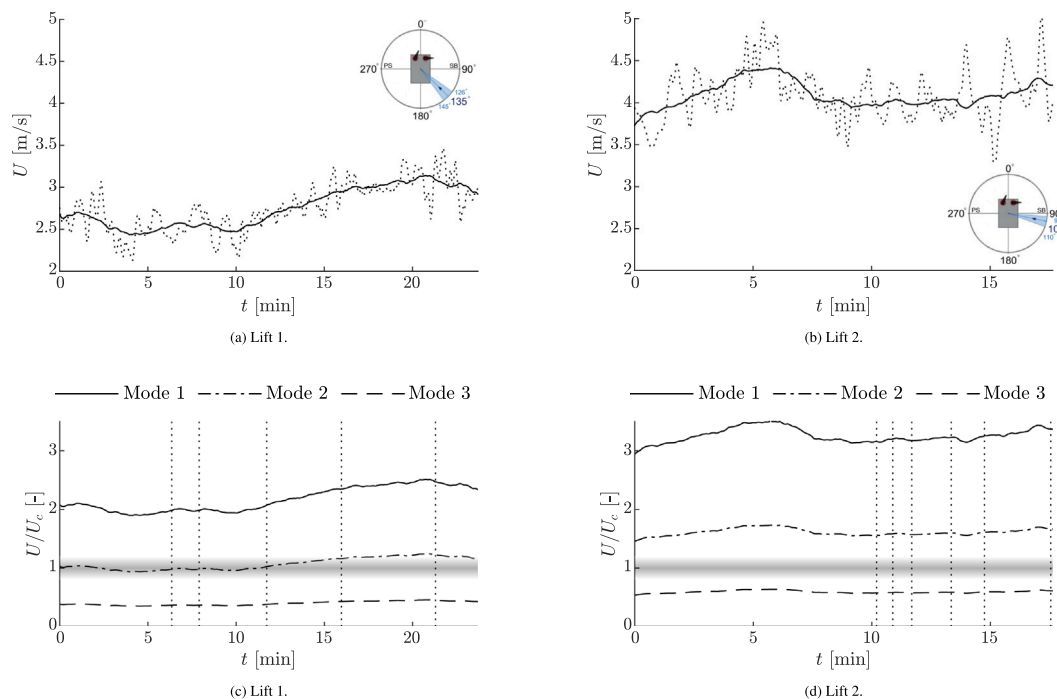 5
4.5
4
3.5
3
2.5
2
U [m/s]
0 5 10 15 20
t [min]
0°
270° PS SB 90°
126°
135°
145°
180°
(a) Lift 1.
5
4.5
4
3.5
3
2.5
2
U [m/s]
0 5 10 15
t [min]
0°
270° PS SB 90
10
110°
180°
(b) Lift 2.
Mode 1 Mode 2 Mode 3
3
2
1
0
U/U_c [-]
0 5 10 15 20
t [min]
(c) Lift 1.
Mode 1 Mode 2 Mode 3
3
2
1
0
U/U_c [-]
0 5 10 15
t [min]
(d) Lift 2.